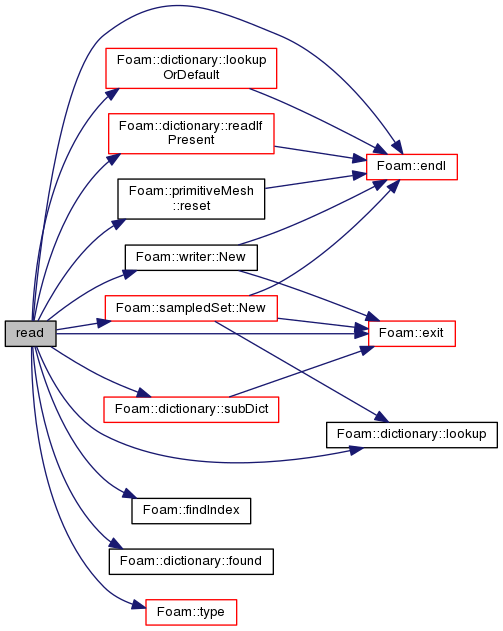 Foam::dictionary::lookup
OrDefault
Foam::dictionary::readIf
Present
Foam::endl
Foam::primitiveMesh
::reset
Foam::writer::New
Foam::sampledSet::New
read
Foam::exit
Foam::dictionary::subDict
Foam::dictionary::lookup
Foam::findIndex
Foam::dictionary::found
Foam::type